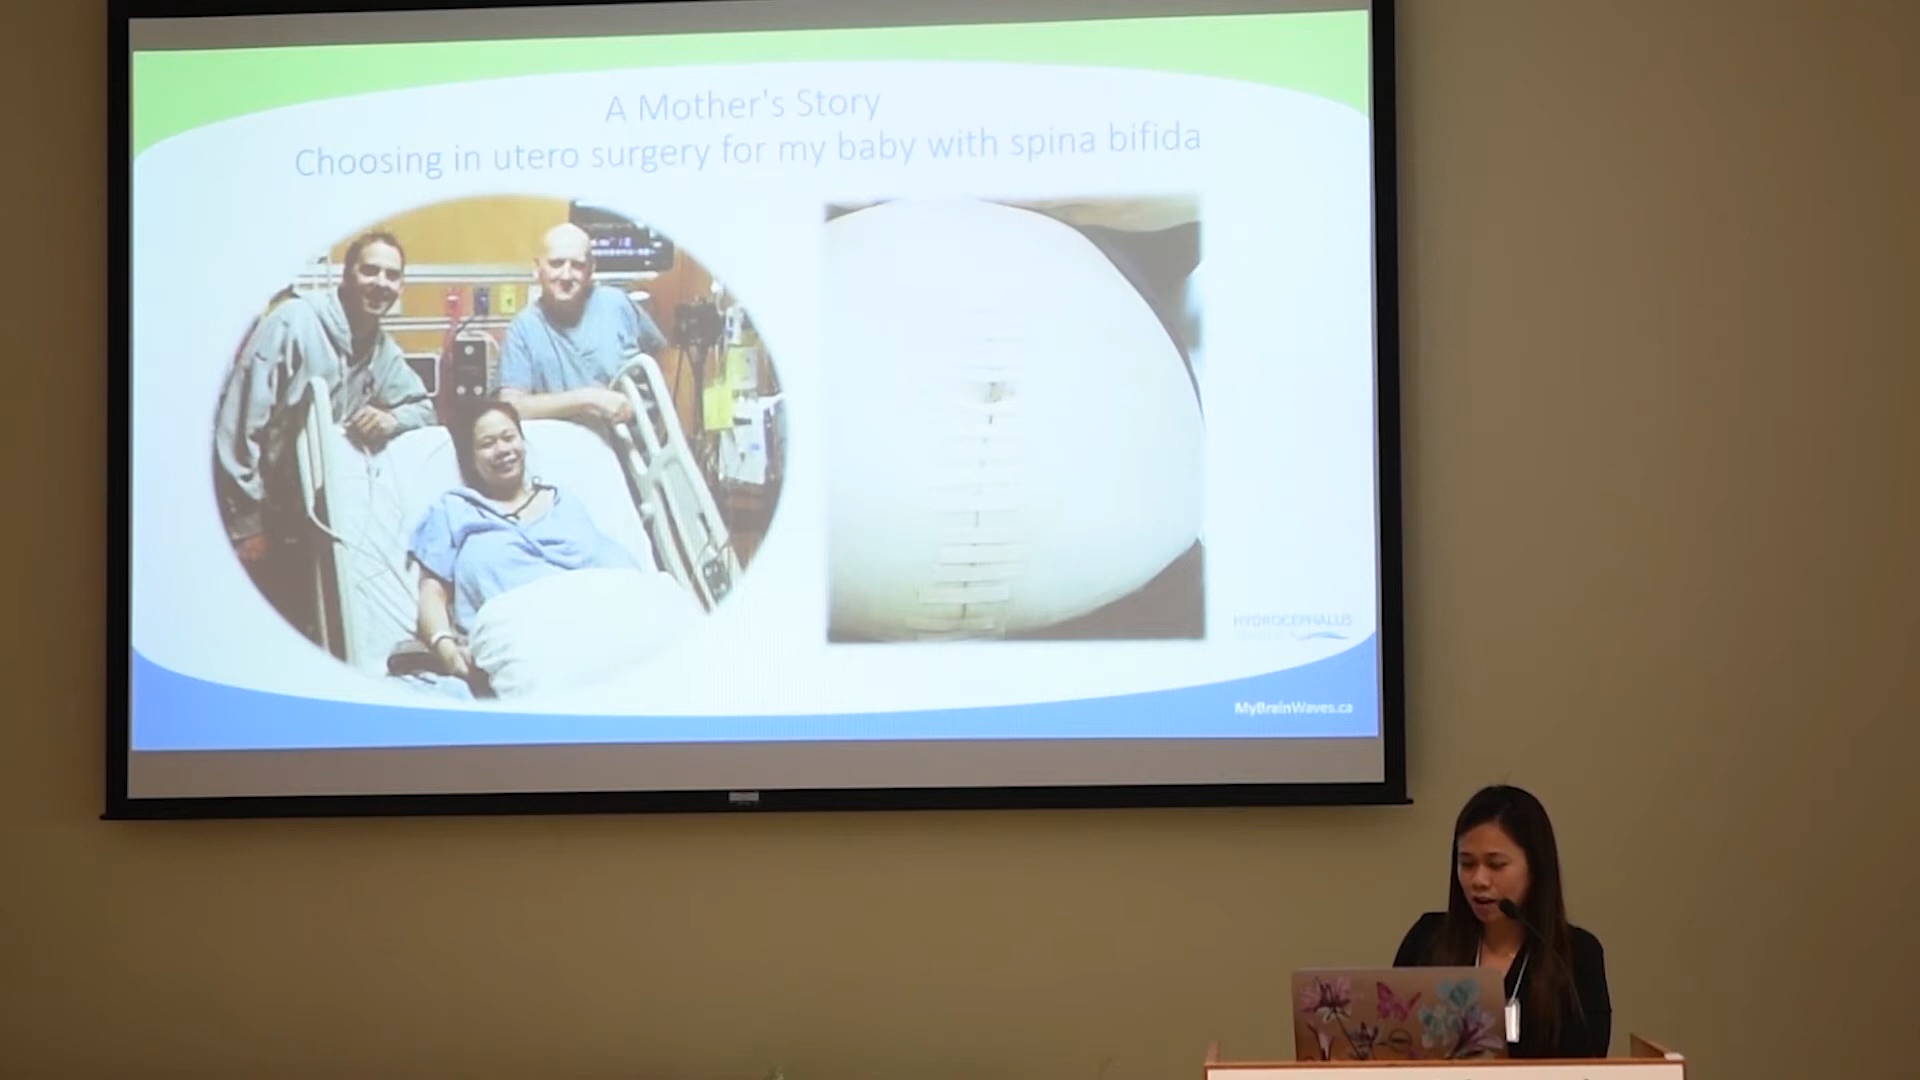 A Mother's Story
Choosing in utero surgery for my baby with spina bifida
HYDROCEPHALUS
MyBrainWaves.ca